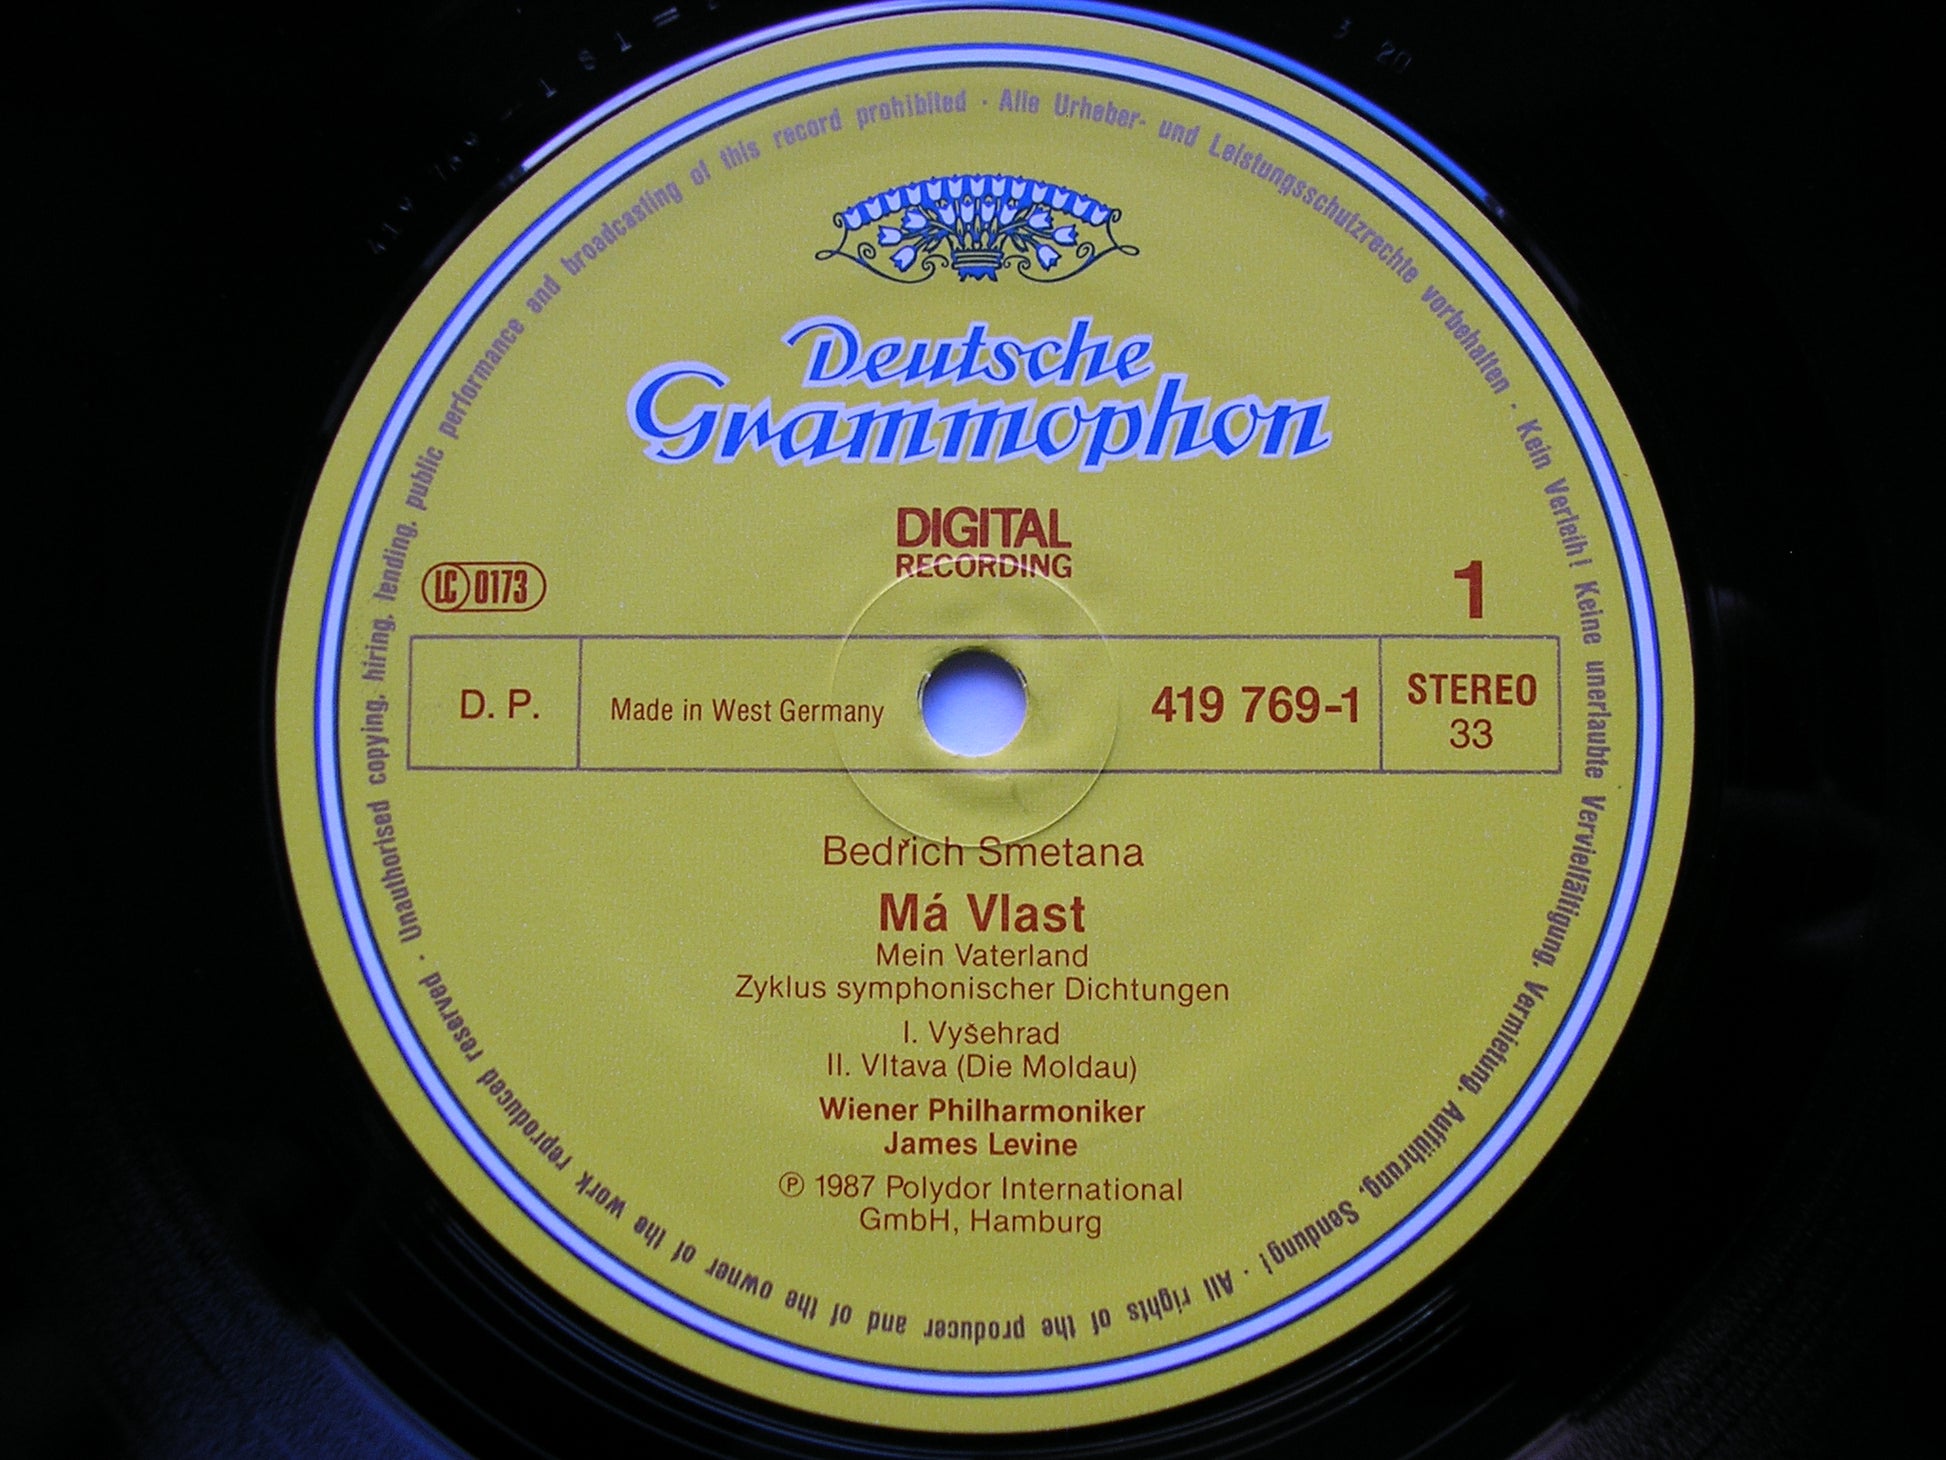 Deutsche
Grammophon
DIGITAL
RECORDING
LC 0173
1
D. P.
Made in West Germany
419 769-1
STEREO
33
Bedřich Smetana
Má Vlast
Mein Vaterland
Zyklus symphonischer Dichtungen
I. Vyšehrad
II. Vltava (Die Moldau)
Wiener Philharmoniker
James Levine
℗ 1987 Polydor International
GmbH, Hamburg
Alle Urheber- und Leistungsschutzrechte vorbehalten · Kein Verleih! Keine unerlaubte Vervielfältigung, Vermietung, Aufführung, Sendung! · All rights of the producer and of the owner of the work reproduced reserved · Unauthorised copying, hiring, lending, public performance and broadcasting of this record prohibited ·